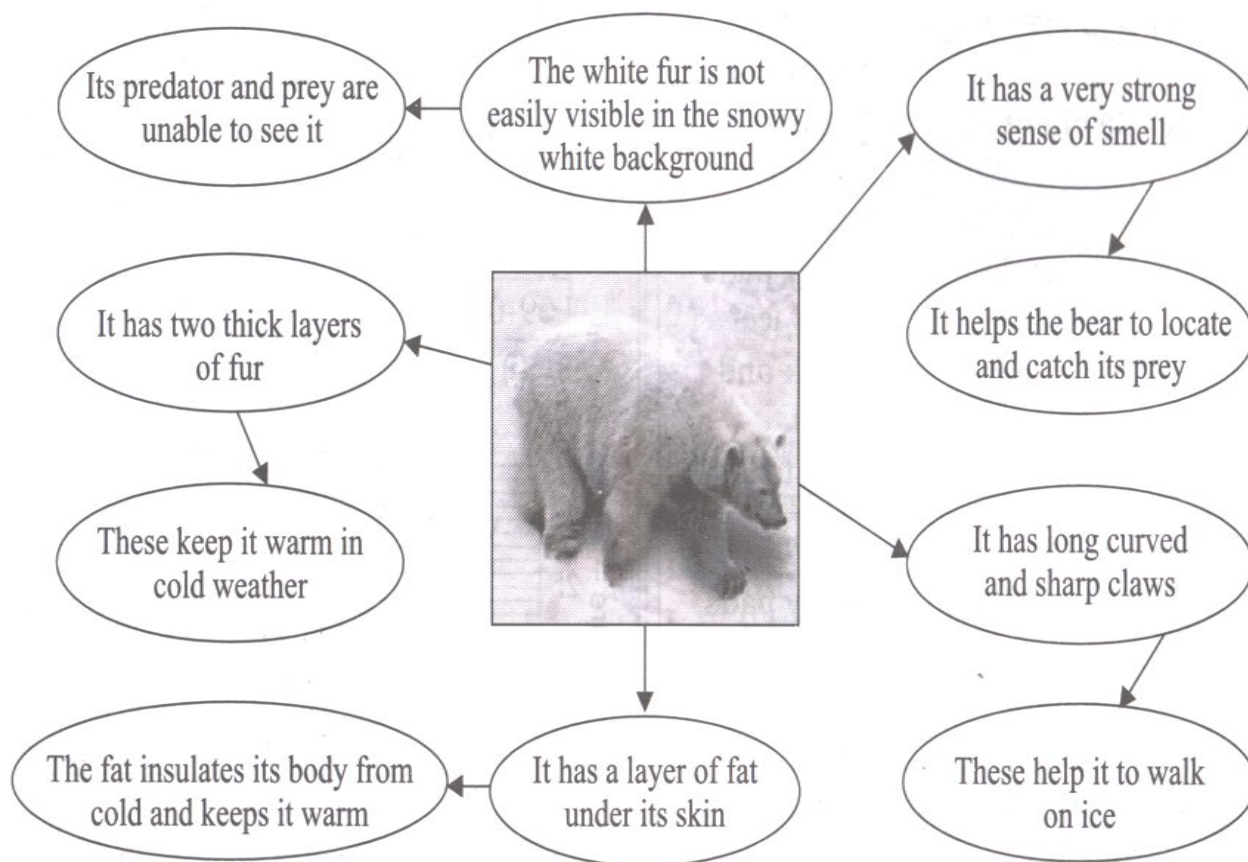 Its predator and prey are
unable to see it
The white fur is not
easily visible in the snowy
white background
It has a very strong
sense of smell
It has two thick layers
of fur
It helps the bear to locate
and catch its prey
These keep it warm in
cold weather
It has long curved
and sharp claws
The fat insulates its body from
cold and keeps it warm
It has a layer of fat
under its skin
These help it to walk
on ice